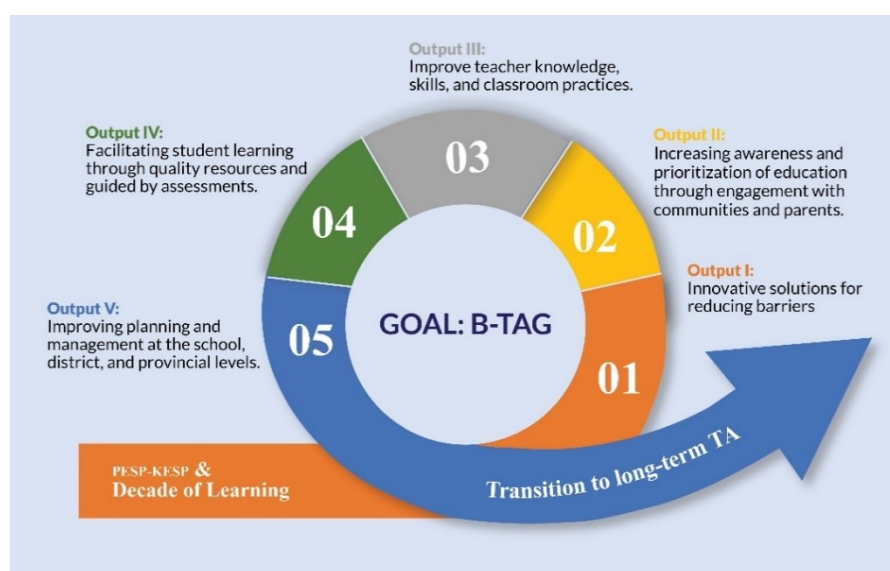 Output III:
Improve teacher knowledge,
skills, and classroom practices.
Output IV:
Facilitating student learning
through quality resources and
guided by assessments.
Output II:
Increasing awareness and
prioritization of education
through engagement with
communities and parents.
Output I:
Innovative solutions for
reducing barriers
Output V:
Improving planning and
management at the school,
district, and provincial levels.
03
04
02
05
01
GOAL: B-TAG
PESP-KESP &
Decade of Learning
Transition to long-term TA